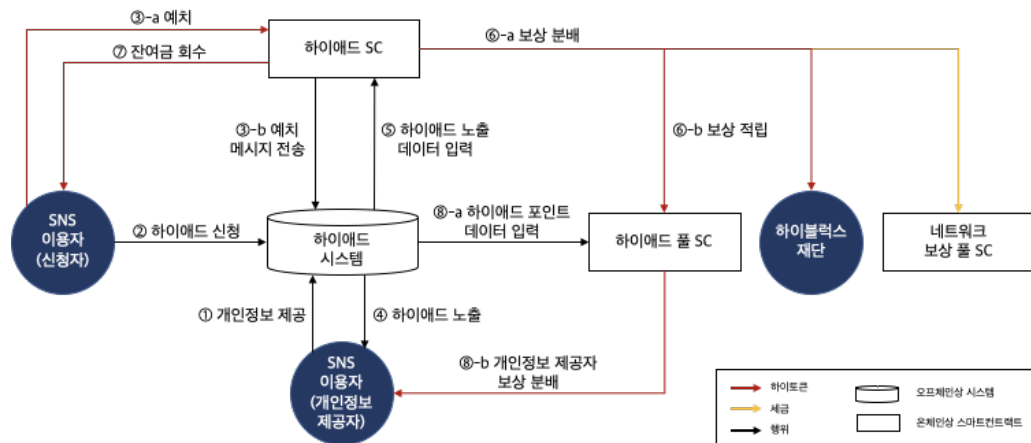 ③-a 예치
하이애드 SC
⑥-a 보상 분배
⑦ 잔여금 회수
③-b 예치
메시지 전송
⑤ 하이애드 노출
데이터 입력
⑥-b 보상 적립
SNS
이용자
(신청자)
② 하이애드 신청
하이애드
시스템
⑧-a 하이애드 포인트
데이터 입력
하이애드 풀 SC
하이블럭스
재단
네트워크
보상 풀 SC
① 개인정보 제공
④ 하이애드 노출
SNS
이용자
(개인정보
제공자)
⑧-b 개인정보 제공자
보상 분배
하이토큰
세금
행위
오프체인상 시스템
온체인상 스마트컨트랙트